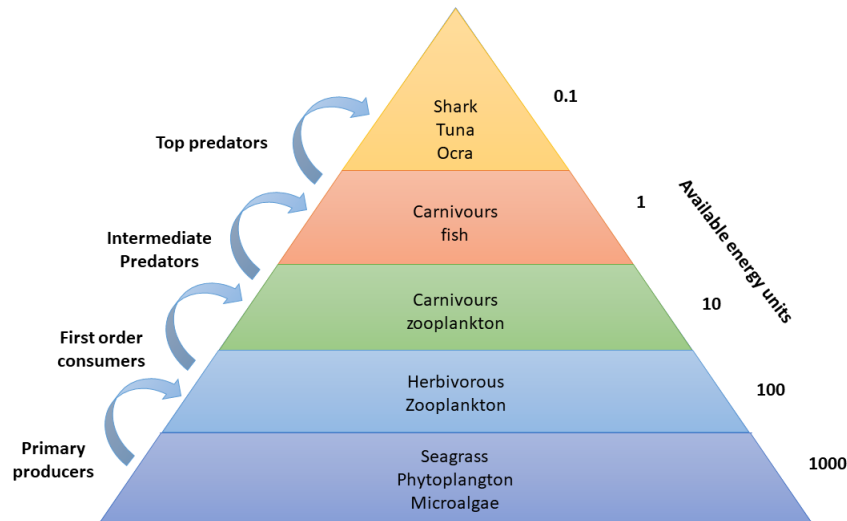 Shark
Tuna
Ocra
0.1
Top predators
Carnivours
fish
1
Available energy units
Intermediate
Predators
Carnivours
zooplankton
10
First order
consumers
Herbivorous
Zooplankton
100
Primary
producers
Seagrass
Phytoplangton
Microalgae
1000